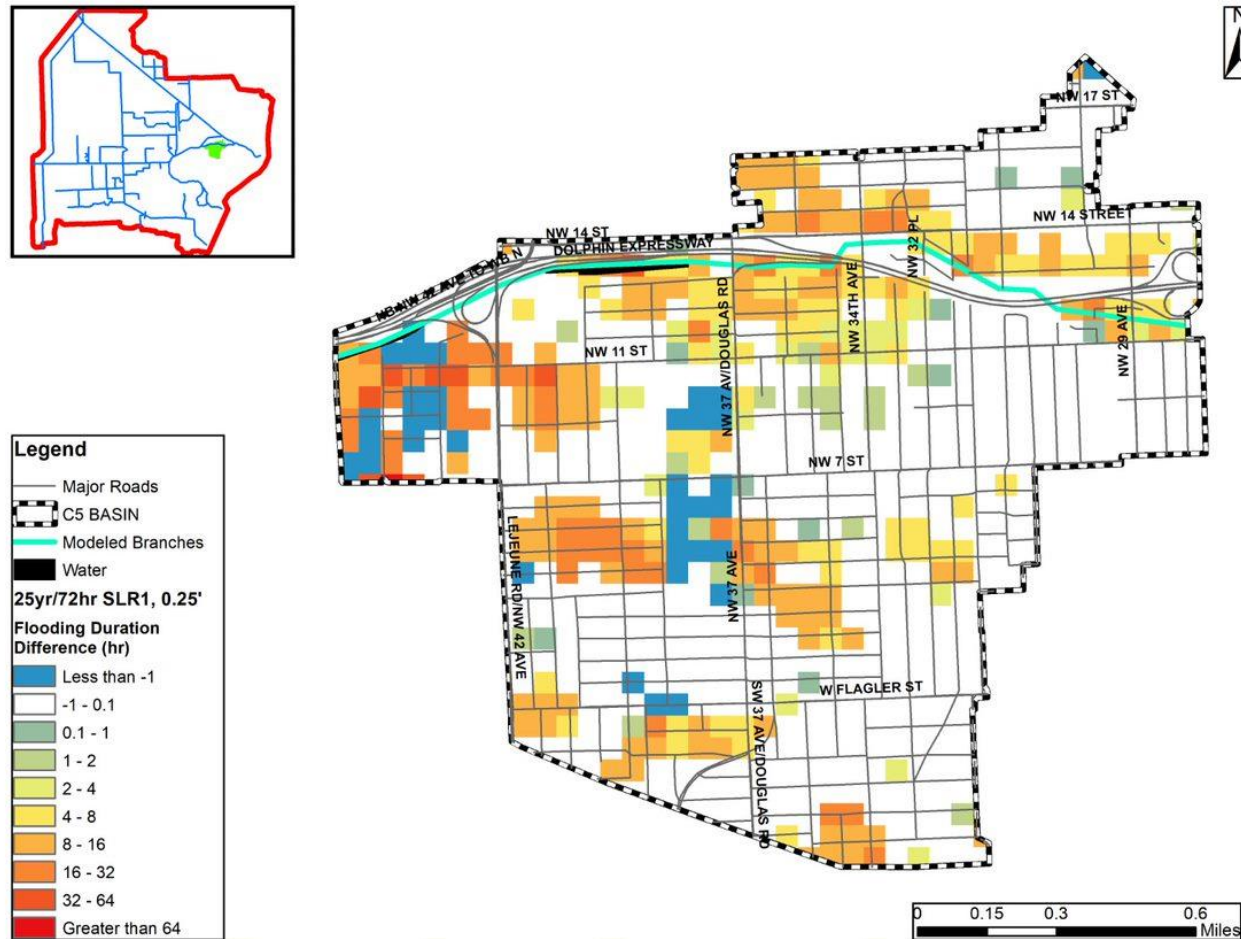 N
NW 17 ST
NW 14 STREET
NW 14 ST
DOLPHIN EXPRESSWAY
NW 32 PL
NW 37 AV/DOUGLAS RD
NW 34TH AVE
NW 29 AVE
NW 11 ST
NW 7 ST
LEJEUNE RD/NW 42 AVE
NW 37 AVE
W FLAGLER ST
SW 37 AVE/DOUGLAS RD
Legend
Major Roads
C5 BASIN
Modeled Branches
Water
25yr/72hr SLR1, 0.25'
Flooding Duration
Difference (hr)
Less than -1
-1 - 0.1
0.1 - 1
1 - 2
2 - 4
4 - 8
8 - 16
16 - 32
32 - 64
Greater than 64
0 0.15 0.3 0.6
Miles